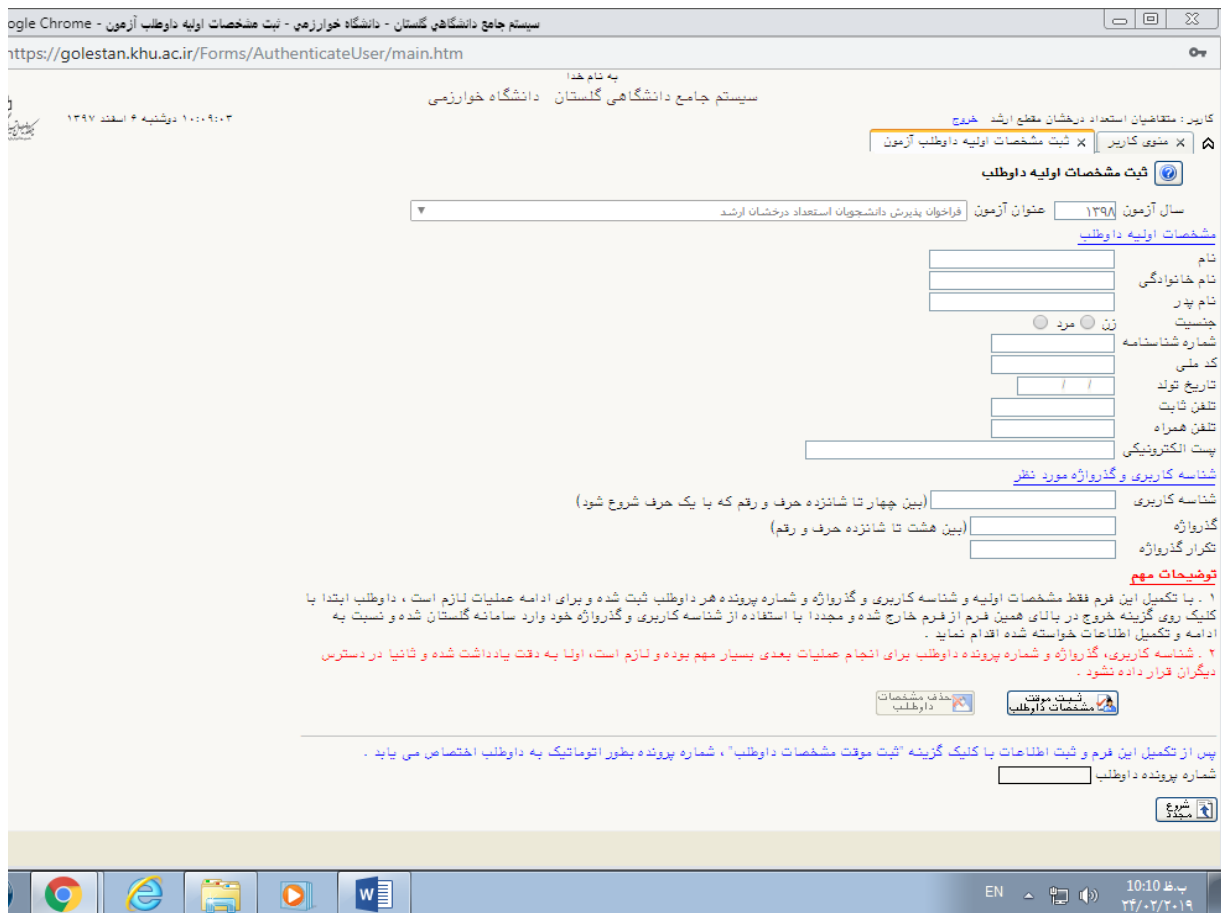 سیستم جامع دانشگاهي گلستان - دانشگاه خوارزمي - ثبت مشخصات اولیه داوطلب آزمون - ogle Chrome
https://golestan.khu.ac.ir/Forms/AuthenticateUser/main.htm
به نام خدا
سیستم جامع دانشگاهی گلستان دانشگاه خوارزمی
کاربر : متقاضیان استعداد درخشان مقطع ارشد خروج
۱۰:۰۹:۰۳ دوشنبه ۶ اسفند ۱۳۹۷
منوی کاربر x ثبت مشخصات اولیه داوطلب آزمون x
ثبت مشخصات اولیه داوطلب
سال آزمون ۱۳۹۸ عنوان آزمون فراخوان پذیرش دانشجویان استعداد درخشان ارشد
مشخصات اولیه داوطلب
نام
نام خانوادگی
نام پدر
جنسیت زن مرد
شماره شناسنامه
کد ملی
تاریخ تولد / /
تلفن ثابت
تلفن همراه
پست الکترونیکی
شناسه کاربری و گذرواژه مورد نظر
شناسه کاربری (بین چهار تا شانزده حرف و رقم که با یک حرف شروع شود)
گذرواژه (بین هشت تا شانزده حرف و رقم)
تکرار گذرواژه
توضیحات مهم
۱ . با تکمیل این فرم فقط مشخصات اولیه و شناسه کاربری و گذرواژه و شماره پرونده هر داوطلب ثبت شده و برای ادامه عملیات لازم است ، داوطلب ابتدا با
کلیک روی گزینه خروج در بالای همین فرم از فرم خارج شده و مجددا با استفاده از شناسه کاربری و گذرواژه خود وارد سامانه گلستان شده و نسبت به
ادامه و تکمیل اطلاعات خواسته شده اقدام نماید .
۲ . شناسه کاربری، گذرواژه و شماره پرونده داوطلب برای انجام عملیات بعدی بسیار مهم بوده و لازم است، اولا به دقت یادداشت شده و ثانیا در دسترس
دیگران قرار داده نشود .
ثبت موقت مشخصات داوطلب
حذف مشخصات داوطلب
پس از تکمیل این فرم و ثبت اطلاعات با کلیک گزینه "ثبت موقت مشخصات داوطلب" ، شماره پرونده بطور اتوماتیک به داوطلب اختصاص می یابد .
شماره پرونده داوطلب
شروع مجدد
EN
10:10 ب.ظ
۲۴/۰۲/۲۰۱۹